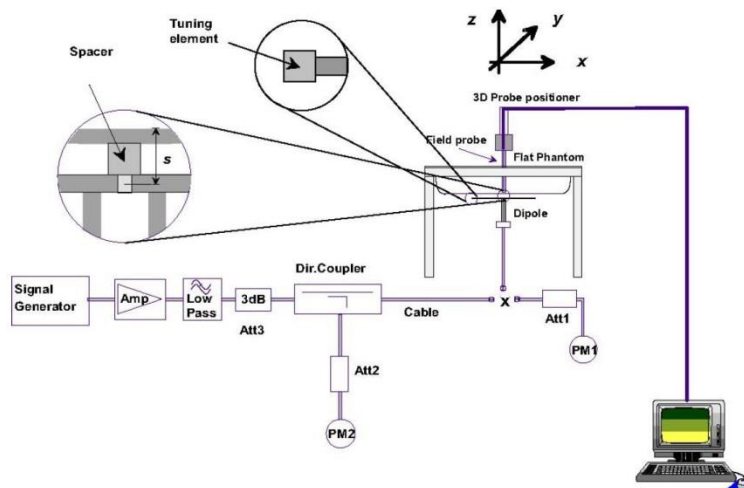 Tuning
element
Spacer
s
z
y
x
3D Probe positioner
Field probe
Flat Phantom
Dipole
Dir.Coupler
Signal
Generator
Amp
Low
Pass
3dB
Att3
Cable
x
Att1
PM1
Att2
PM2